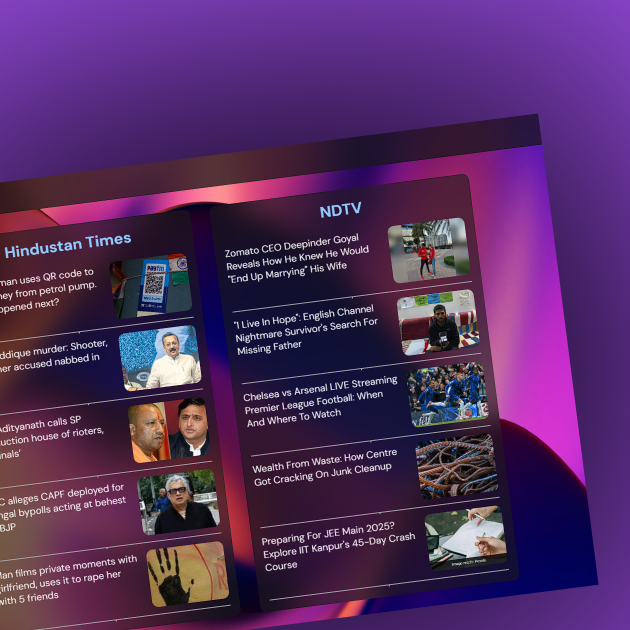 Hindustan Times
man uses QR code to
ney from petrol pump.
opened next?
Paytm
ddique murder: Shooter,
her accused nabbed in
Adityanath calls SP
uction house of rioters,
nals'
C alleges CAPF deployed for
ngal bypolls acting at behest
BJP
Man films private moments with
girlfriend, uses it to rape her
with 5 friends
NDTV
Zomato CEO Deepinder Goyal
Reveals How He Knew He Would
"End Up Marrying" His Wife
"I Live In Hope": English Channel
Nightmare Survivor's Search For
Missing Father
Chelsea vs Arsenal LIVE Streaming
Premier League Football: When
And Where To Watch
Wealth From Waste: How Centre
Got Cracking On Junk Cleanup
Preparing For JEE Main 2025?
Explore IIT Kanpur's 45-Day Crash
Course